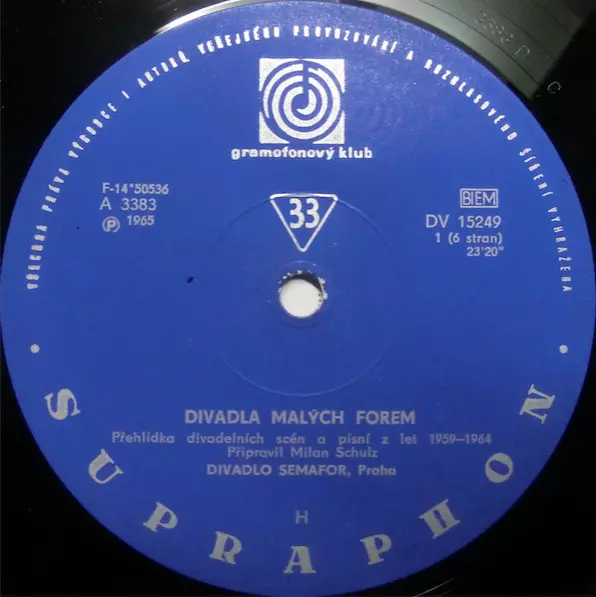 VŠECHNA PRÁVA VÝROBCE I AUTORŮ VEŘEJNÉHO PROVOZOVÁNÍ A ROZHLASOVÉHO ŠÍŘENÍ VYHRAŽENA
gramofonový klub
F-14*50536
A 3383
Ⓟ 1965
33
BIEM
DV 15249
1 (6 stran)
23'20"
DIVADLA MALÝCH FOREM
Přehlídka divadelních scén a písní z let 1959–1964
Připravil Milan Schulz
DIVADLO SEMAFOR, Praha
H
• SUPRAPHON •